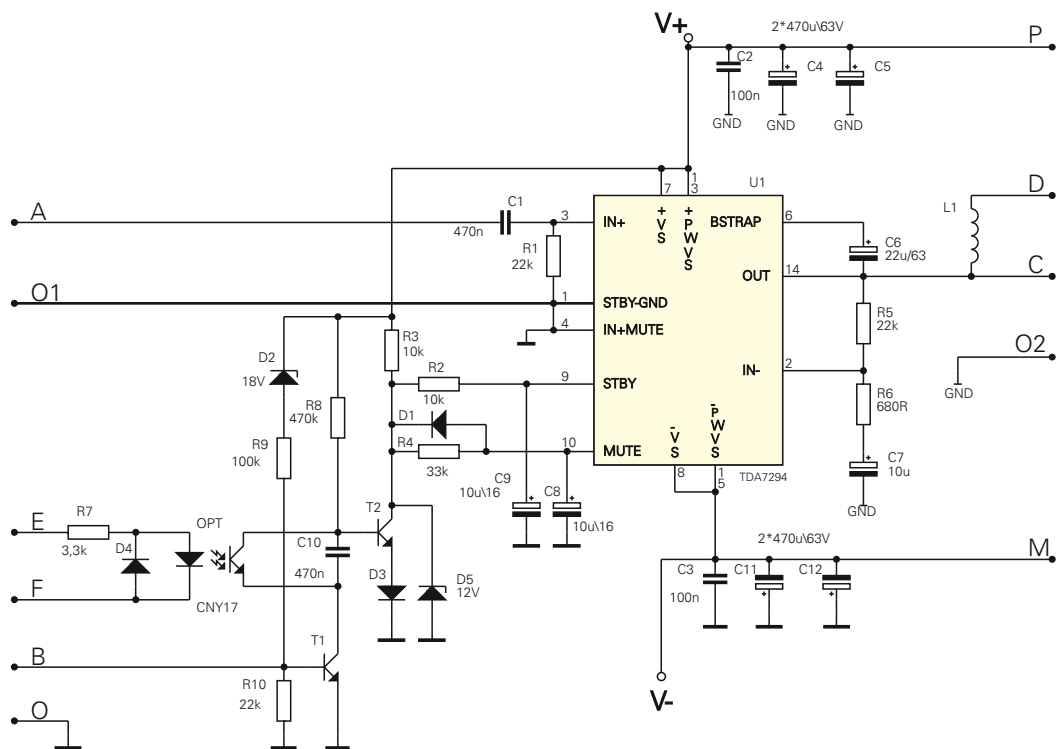 V+
2*470u\63V
P
C2
C4
C5
100n
GND
GND
GND
U1
7
1
3
A
C1
470n
3
IN+
+VS
+PWVS
BSTRAP
6
L1
D
R1
22k
C6
22u/63
OUT
14
C
O1
1
STBY-GND
4
IN+MUTE
R5
22k
R3
10k
O2
D2
18V
R2
10k
9
STBY
IN-
2
GND
R8
470k
D1
R6
680R
R9
100k
R4
33k
10
MUTE
-VS
-PWVS
8
1
5
TDA7294
C7
10u
GND
C9
10u\16
C8
10u\16
T2
E
R7
3,3k
OPT
D4
C10
470n
D3
D5
12V
2*470u\63V
M
C3
100n
C11
C12
F
CNY17
T1
B
R10
22k
V-
O